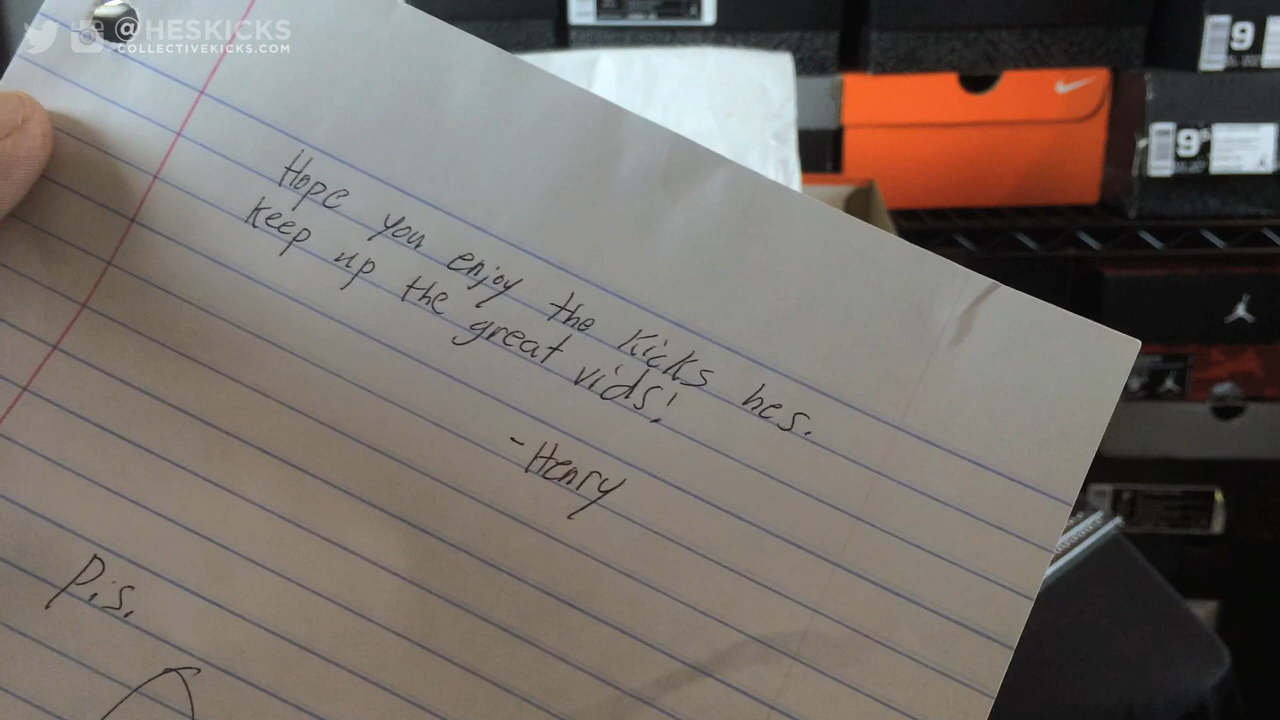 @HESKICKS
COLLECTIVEKICKS.COM
9
9
Hope you enjoy the Kicks hes.
Keep up the great vids!
-Henry
P.S.